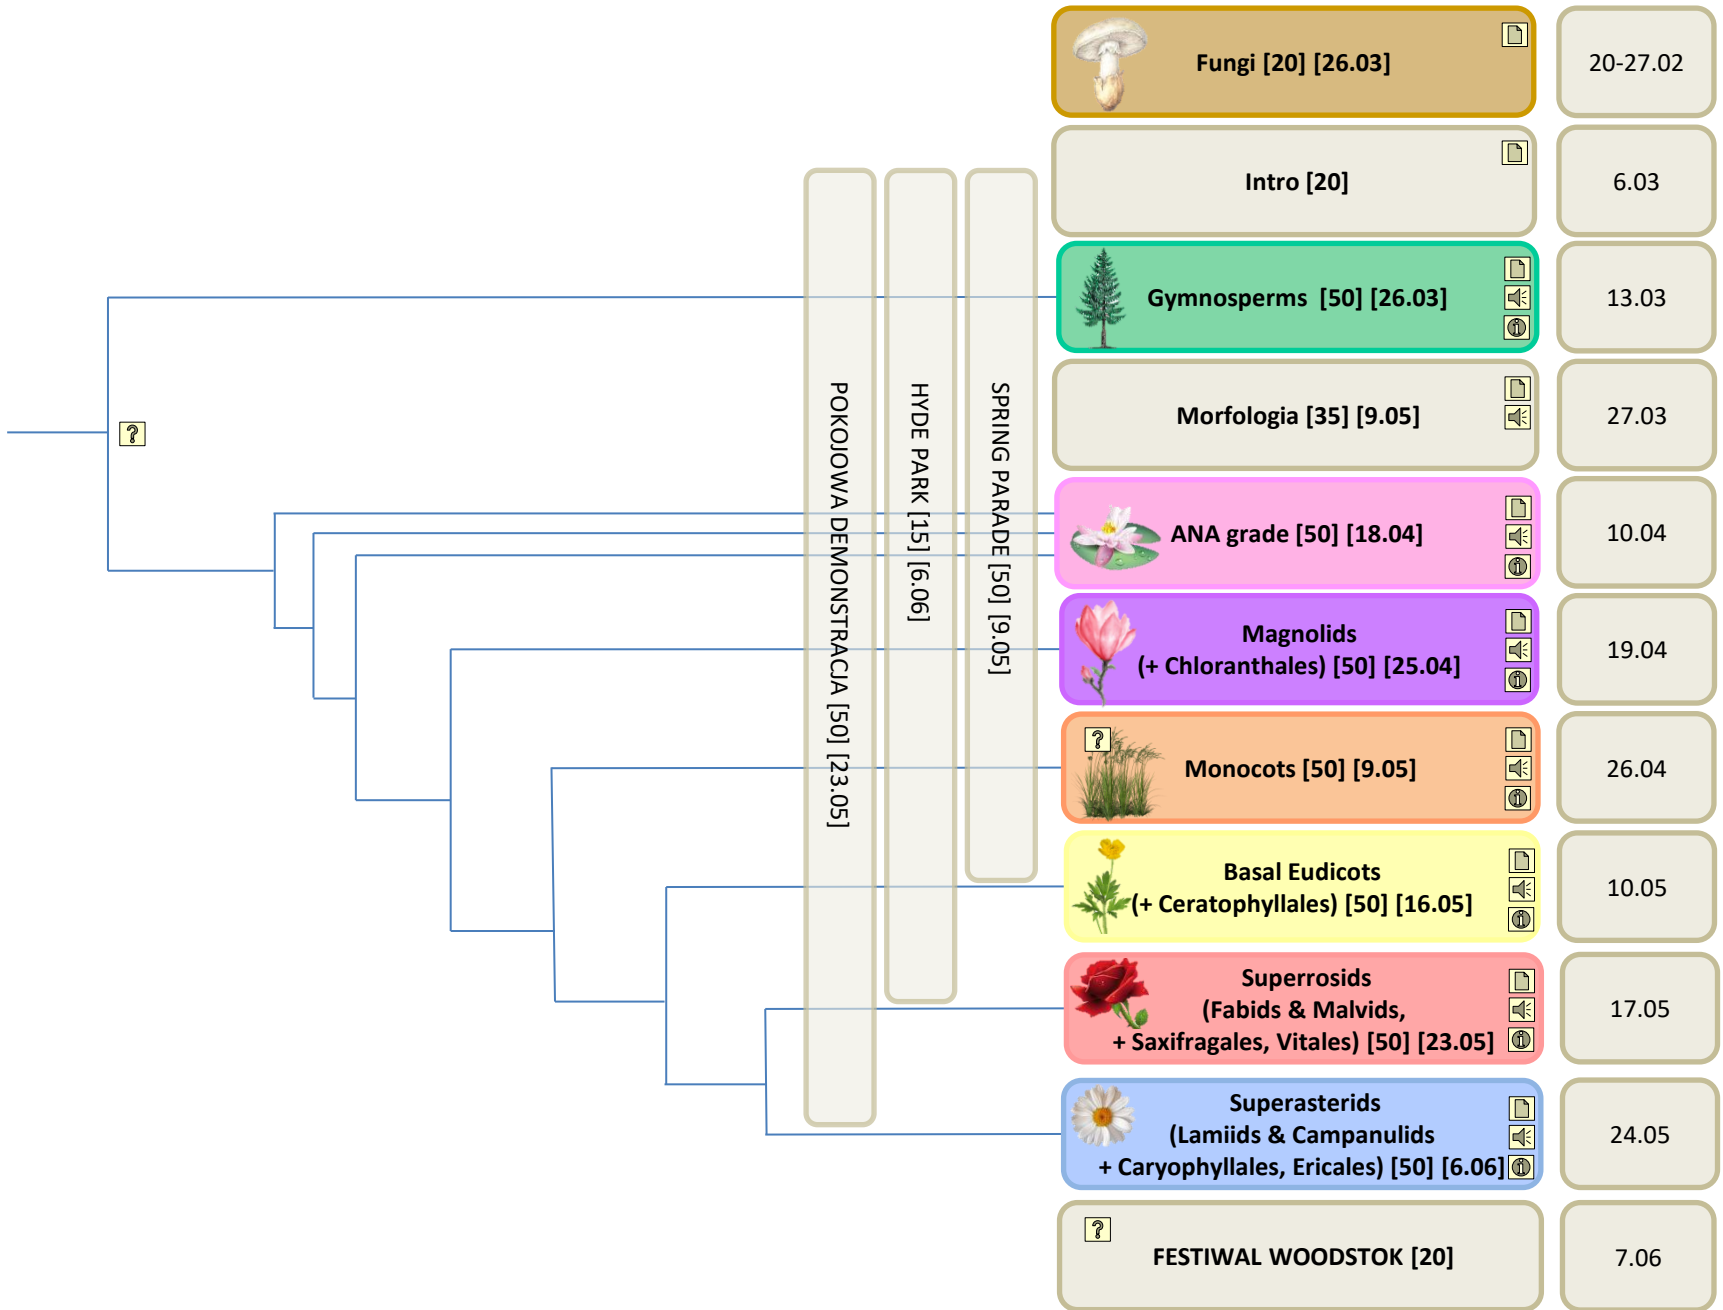 Fungi [20] [26.03]
20-27.02
Intro [20]
6.03
Gymnosperms [50] [26.03]
13.03
Morfologia [35] [9.05]
27.03
POKOJOWA DEMONSTRACJA [50] [23.05]
HYDE PARK [15] [6.06]
SPRING PARADE [50] [9.05]
?
ANA grade [50] [18.04]
10.04
Magnolids
(+ Chloranthales) [50] [25.04]
19.04
?
Monocots [50] [9.05]
26.04
Basal Eudicots
(+ Ceratophyllales) [50] [16.05]
10.05
Superrosids
(Fabids & Malvids,
+ Saxifragales, Vitales) [50] [23.05]
17.05
Superasterids
(Lamiids & Campanulids
+ Caryophyllales, Ericales) [50] [6.06]
24.05
?
FESTIWAL WOODSTOK [20]
7.06